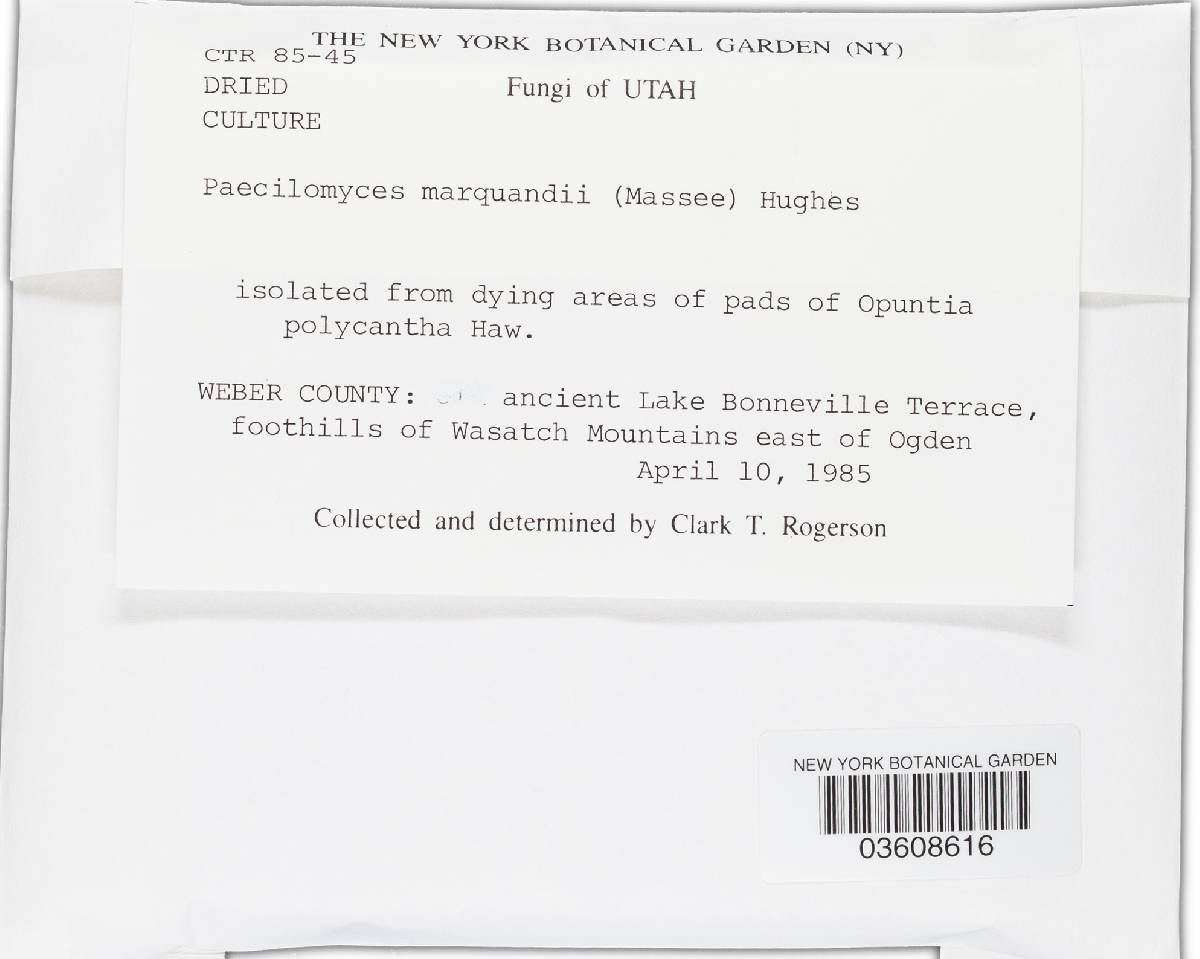 THE NEW YORK BOTANICAL GARDEN (NY)
CTR 85-45
DRIED
CULTURE
Fungi of UTAH
Paecilomyces marquandii (Massee) Hughes
isolated from dying areas of pads of Opuntia
polycantha Haw.
WEBER COUNTY: ancient Lake Bonneville Terrace,
foothills of Wasatch Mountains east of Ogden
April 10, 1985
Collected and determined by Clark T. Rogerson
NEW YORK BOTANICAL GARDEN
03608616